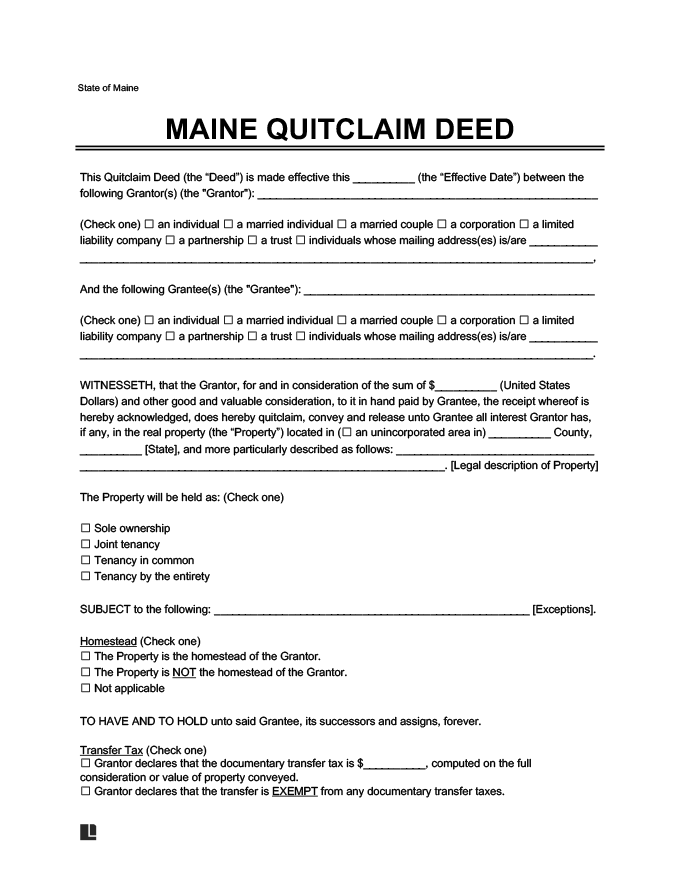 State of Maine
MAINE QUITCLAIM DEED
This Quitclaim Deed (the “Deed”) is made effective this __________ (the “Effective Date”) between the
following Grantor(s) (the "Grantor"): _______________________________________________________
(Check one) ☐ an individual ☐ a married individual ☐ a married couple ☐ a corporation ☐ a limited
liability company ☐ a partnership ☐ a trust ☐ individuals whose mailing address(es) is/are ___________
___________________________________________________________________________________,
And the following Grantee(s) (the "Grantee"): _______________________________________________
(Check one) ☐ an individual ☐ a married individual ☐ a married couple ☐ a corporation ☐ a limited
liability company ☐ a partnership ☐ a trust ☐ individuals whose mailing address(es) is/are ___________
___________________________________________________________________________________.
WITNESSETH, that the Grantor, for and in consideration of the sum of $__________ (United States
Dollars) and other good and valuable consideration, to it in hand paid by Grantee, the receipt whereof is
hereby acknowledged, does hereby quitclaim, convey and release unto Grantee all interest Grantor has,
if any, in the real property (the “Property”) located in (☐ an unincorporated area in) __________ County,
__________ [State], and more particularly described as follows: ________________________________
___________________________________________________________. [Legal description of Property]
The Property will be held as: (Check one)
☐ Sole ownership
☐ Joint tenancy
☐ Tenancy in common
☐ Tenancy by the entirety
SUBJECT to the following: ___________________________________________________ [Exceptions].
Homestead (Check one)
☐ The Property is the homestead of the Grantor.
☐ The Property is NOT the homestead of the Grantor.
☐ Not applicable
TO HAVE AND TO HOLD unto said Grantee, its successors and assigns, forever.
Transfer Tax (Check one)
☐ Grantor declares that the documentary transfer tax is $__________, computed on the full
consideration or value of property conveyed.
☐ Grantor declares that the transfer is EXEMPT from any documentary transfer taxes.